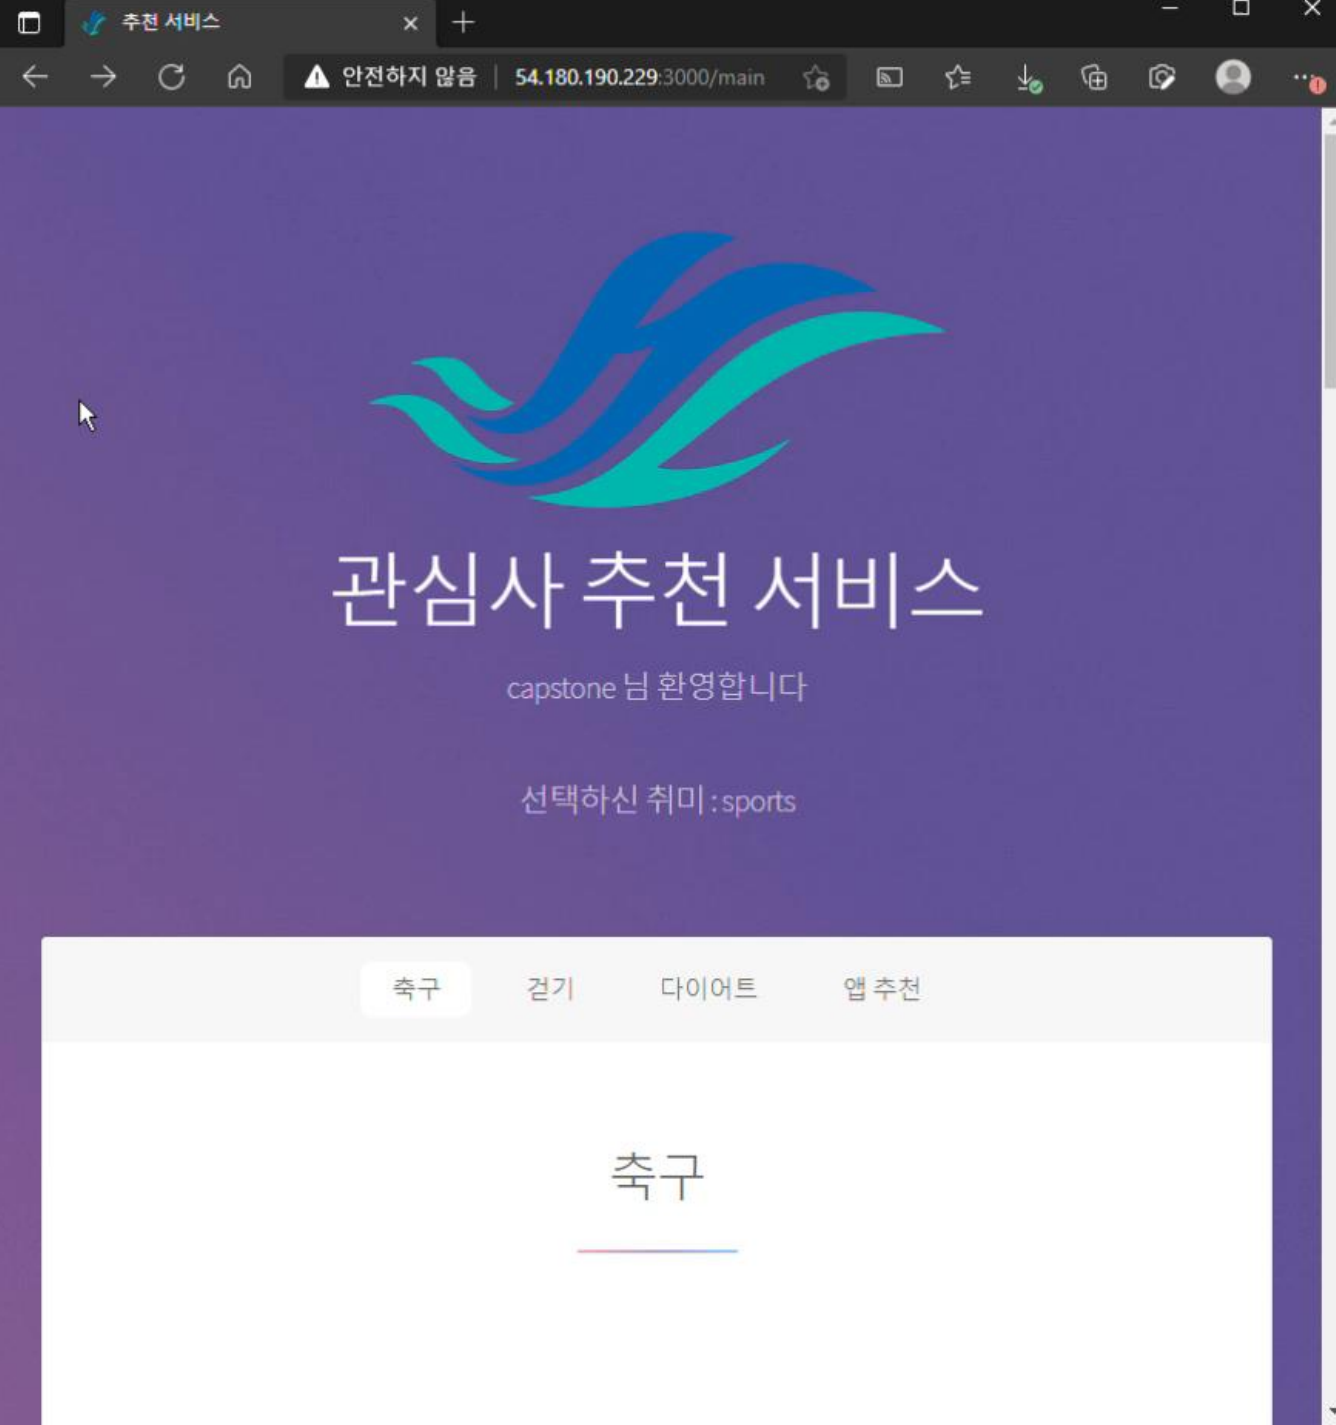 추천 서비스
안전하지 않음 | 54.180.190.229:3000/main
관심사 추천 서비스
capstone 님 환영합니다
선택하신 취미 : sports
축구 걷기 다이어트 앱 추천
축구